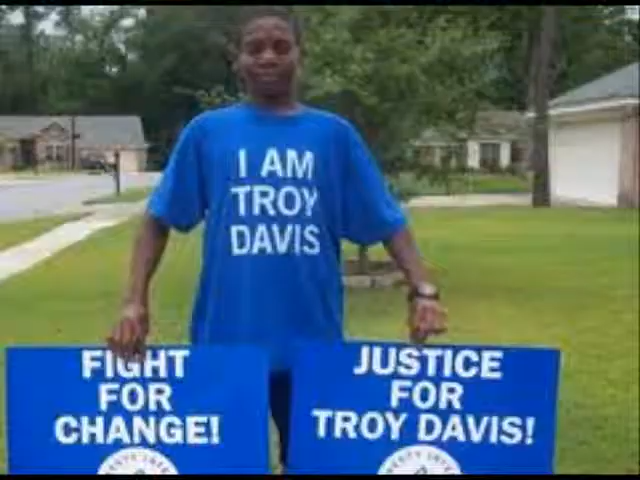 I AM
TROY
DAVIS
FIGHT
FOR
CHANGE!
JUSTICE
FOR
TROY DAVIS!